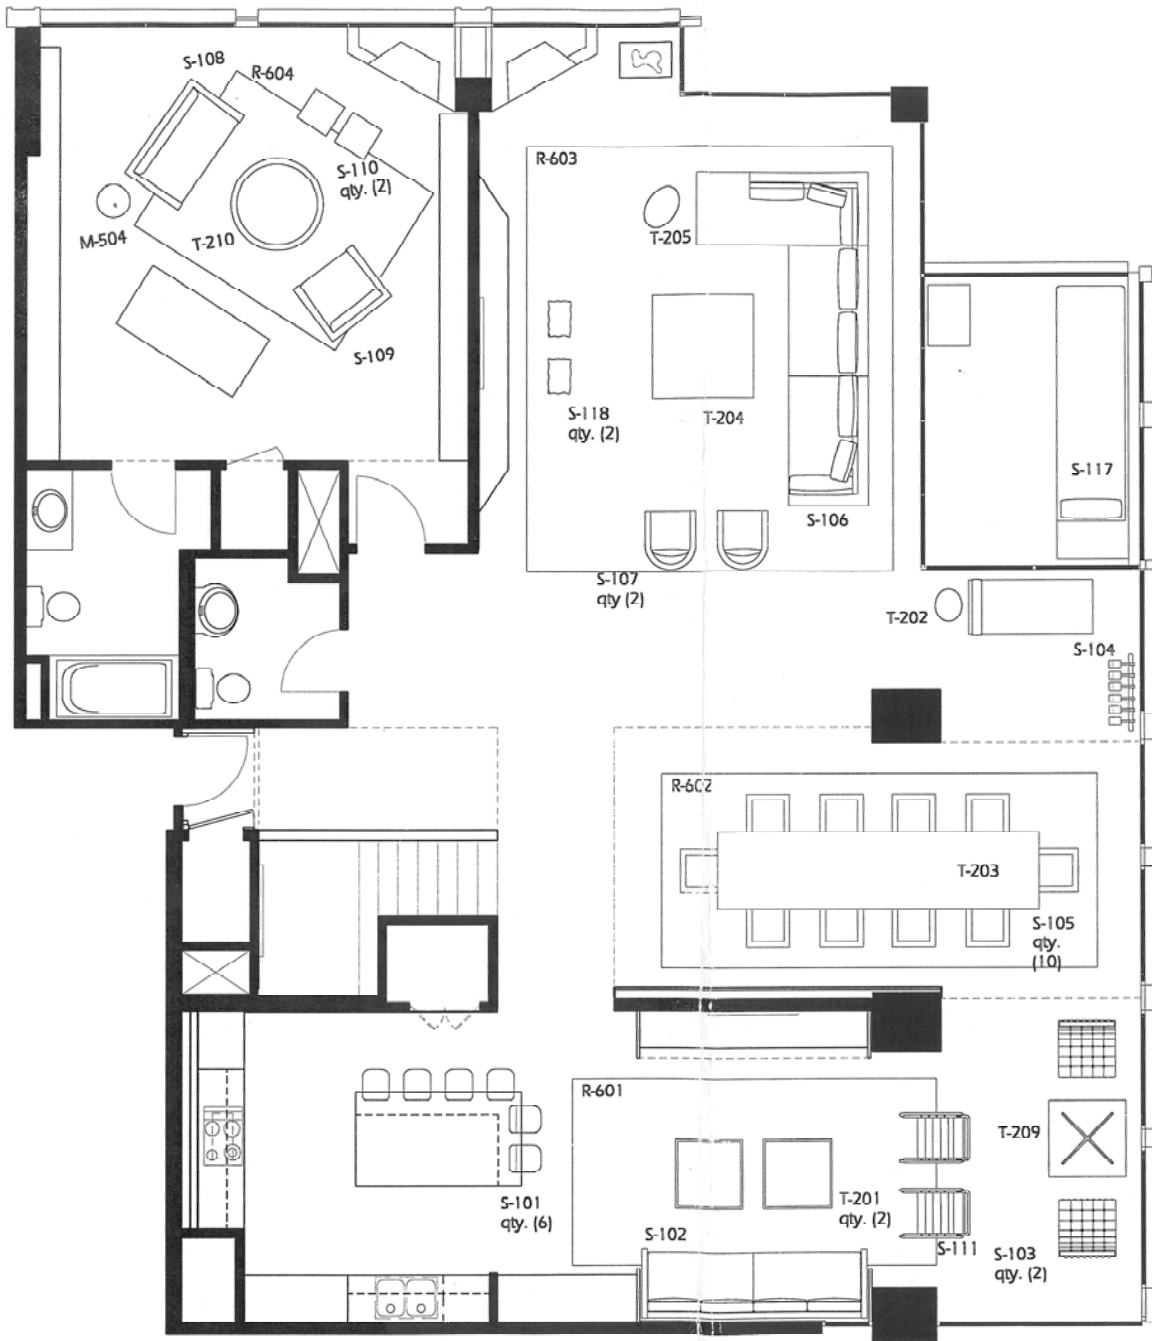 S-108
R-604
S-110
qty. (2)
M-504
T-210
S-109
R-603
T-205
S-118
qty. (2)
T-204
S-106
S-117
S-107
qty (2)
T-202
S-104
R-602
T-203
S-105
qty.
(10)
R-601
T-209
S-101
qty. (6)
T-201
qty. (2)
S-102
S-111
S-103
qty. (2)